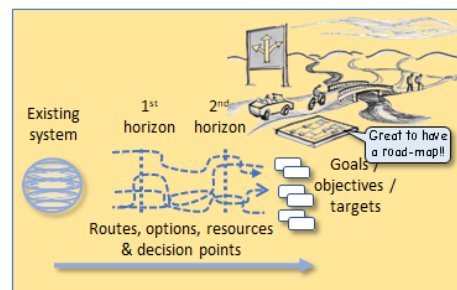 Existing
system
1st
horizon
2nd
horizon
Great to have
a road-map!!
Goals /
objectives /
targets
Routes, options, resources
& decision points